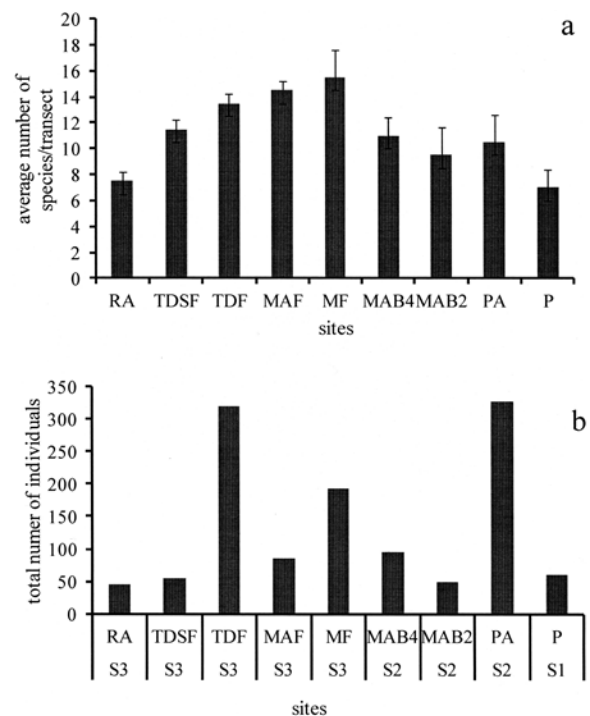 a
average number of
species/transect
20
18
16
14
12
10
8
6
4
2
0
RA TDSF TDF MAF MF MAB4 MAB2 PA P
sites
b
total numer of individuals
350
300
250
200
150
100
50
0
RA TDSF TDF MAF MF MAB4 MAB2 PA P
S3 S3 S3 S3 S3 S2 S2 S2 S1
sites